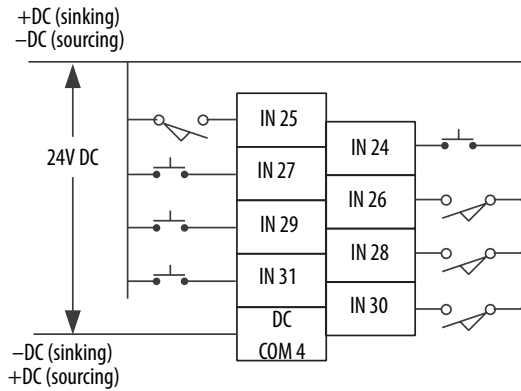 +DC (sinking)
–DC (sourcing)
24V DC
IN 25
IN 24
IN 27
IN 26
IN 29
IN 28
IN 31
IN 30
DC
COM 4
–DC (sinking)
+DC (sourcing)